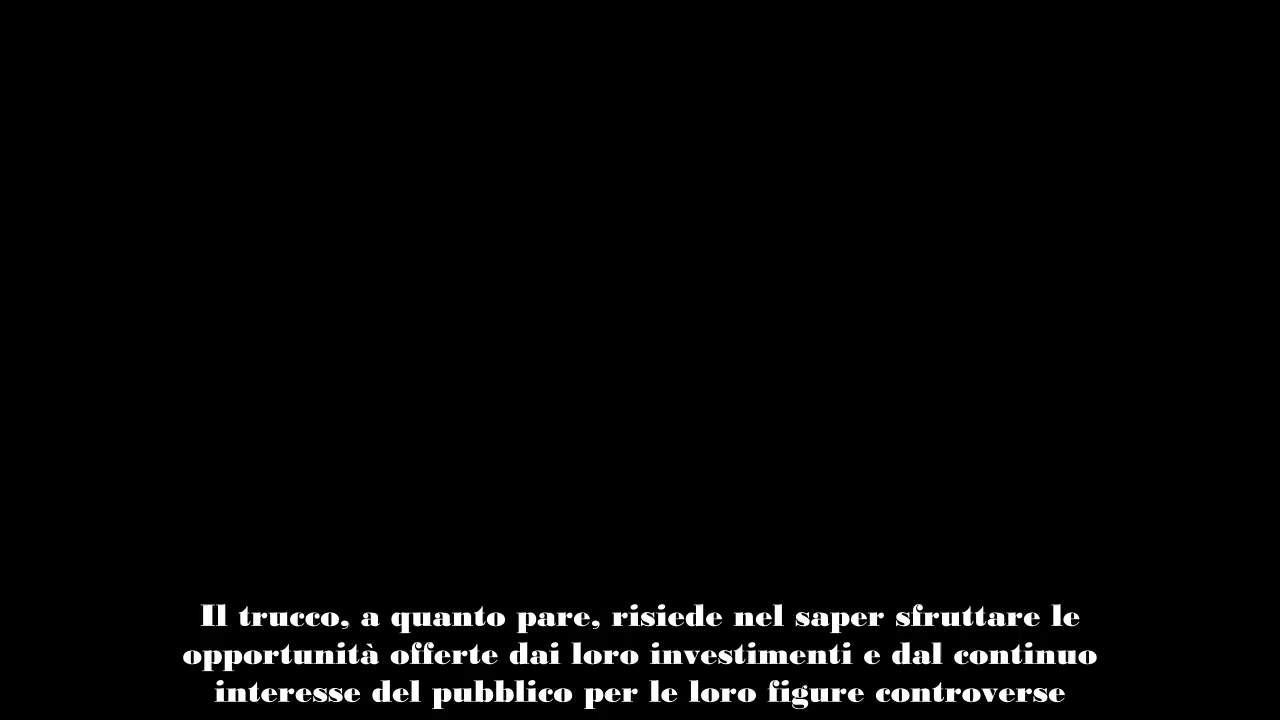 Il trucco, a quanto pare, risiede nel saper sfruttare le
opportunità offerte dai loro investimenti e dal continuo
interesse del pubblico per le loro figure controverse